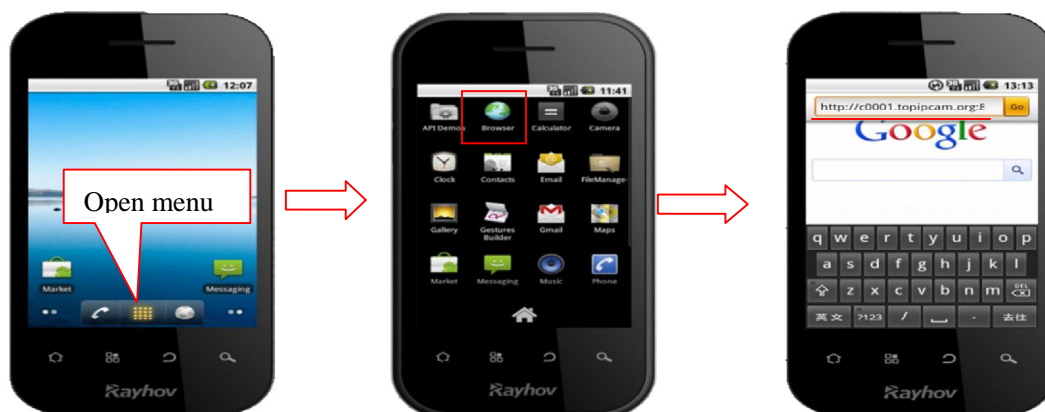 12:07
Open menu
Market
Messaging
Rayhov
11:41
API Demos
Browser
Calculator
Camera
Clock
Contacts
Email
FileManage
Gallery
Gestures
Builder
Gmail
Maps
Market
Messaging
Music
Phone
Rayhov
3G 13:13
http://c0001.topipcam.org:8
Go
Google
q w e r t y u i o p
a s d f g h j k l
z x c v b n m DEL
英文 ?123 / . 去往
Rayhov